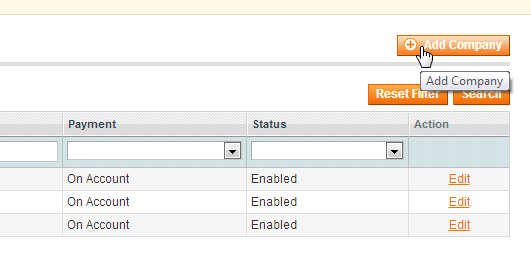 Add Company
Add Company
Reset Filter Search
Payment Status Action
On Account Enabled Edit
On Account Enabled Edit
On Account Enabled Edit